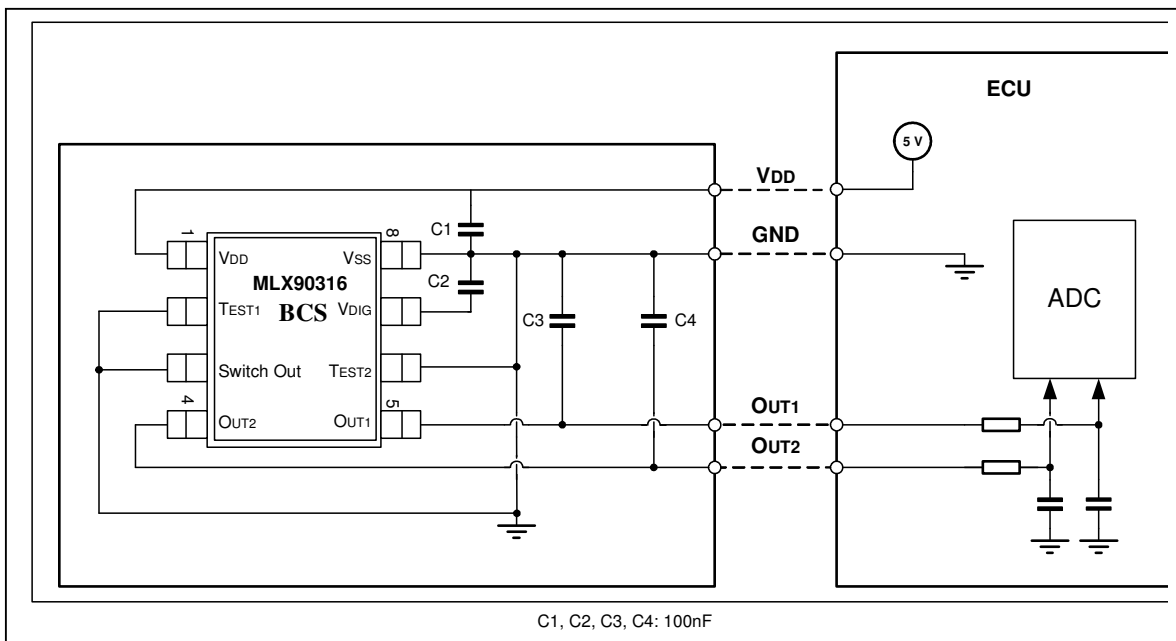 ECU
5 V
VDD
GND
ADC
OUT1
OUT2
1
8
C1
VDD
VSS
MLX90316
C2
TEST1
BCS
VDIG
C3
C4
Switch Out
TEST2
4
5
OUT2
OUT1
C1, C2, C3, C4: 100nF